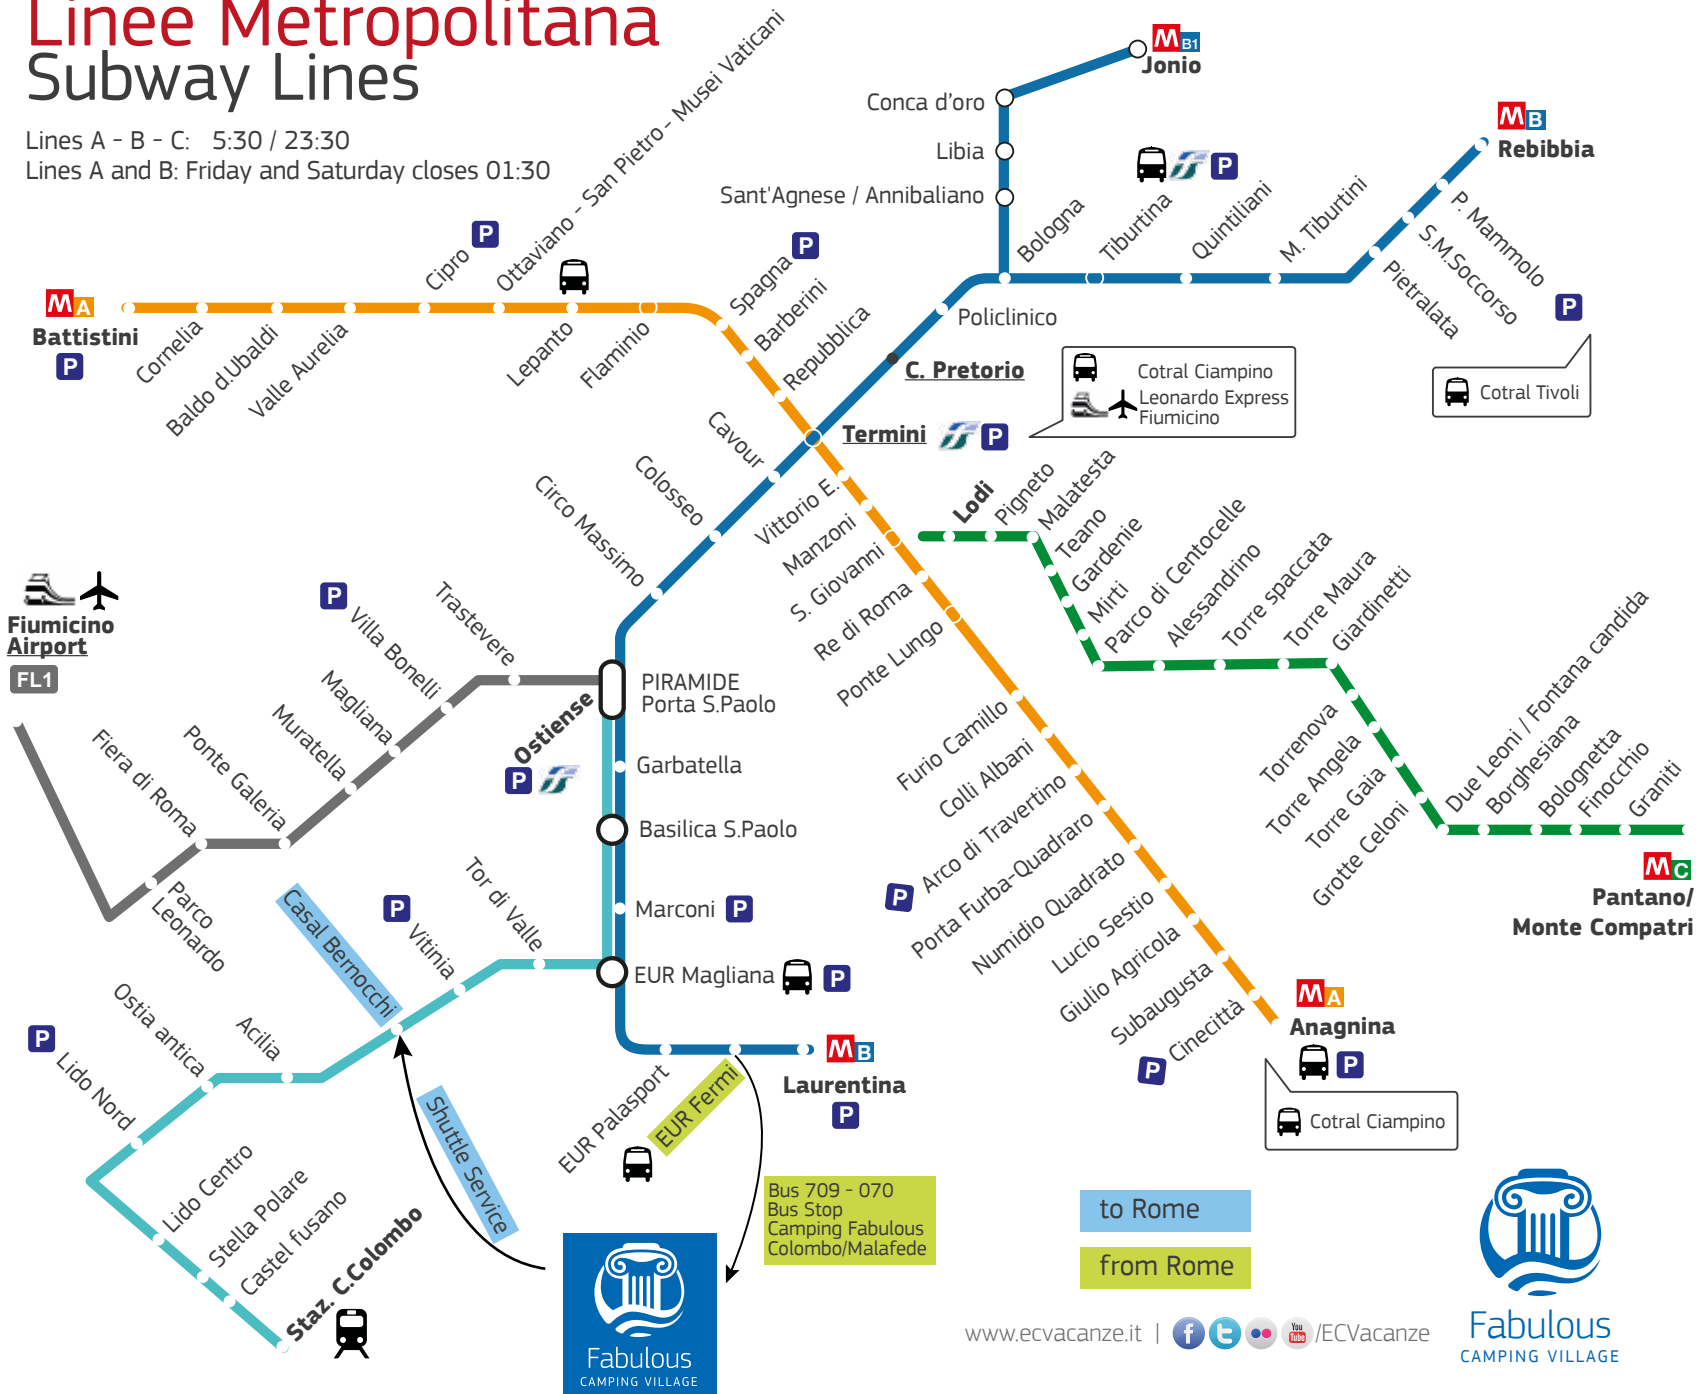 Linee Metropolitana
Subway Lines
Lines A - B - C: 5:30 / 23:30
Lines A and B: Friday and Saturday closes 01:30
M B1
Jonio
Conca d'oro
Libia
Sant'Agnese / Annibaliano
Bologna
Tiburtina
P
Quintiliani
M. Tiburtini
M B
Rebibbia
P. Mammolo
S.M.Soccorso
Pietralata
P
Cotral Tivoli
M A
Battistini
P
Cornelia
Baldo d.Ubaldi
Valle Aurelia
Cipro
P
Ottaviano - San Pietro - Musei Vaticani
Lepanto
Flaminio
Spagna
P
Barberini
Repubblica
Policlinico
C. Pretorio
Termini
P
Cotral Ciampino
Leonardo Express
Fiumicino
Cavour
Colosseo
Circo Massimo
Vittorio E.
Manzoni
S. Giovanni
Re di Roma
Ponte Lungo
Furio Camillo
Colli Albani
Arco di Travertino
P
Porta Furba-Quadraro
Numidio Quadrato
Lucio Sestio
Giulio Agricola
Subaugusta
Cinecittà
P
M A
Anagnina
P
Cotral Ciampino
Lodi
Pigneto
Malatesta
Teano
Gardenie
Mirti
Parco di Centocelle
Alessandrino
Torre spaccata
Torre Maura
Giardinetti
Torrenova
Torre Angela
Torre Gaia
Grotte Celoni
Due Leoni / Fontana candida
Borghesiana
Bolognetta
Finocchio
Graniti
M C
Pantano/
Monte Compatri
Fiumicino
Airport
FL1
Parco
Leonardo
Fiera di Roma
Ponte Galeria
Muratella
Magliana
Villa Bonelli
P
Trastevere
Ostiense
P
PIRAMIDE
Porta S.Paolo
Garbatella
Basilica S.Paolo
Marconi
P
EUR Magliana
P
EUR Palasport
EUR Fermi
M B
Laurentina
P
Tor di Valle
Vitinia
P
Casal Bernocchi
Acilia
Ostia antica
Lido Nord
P
Lido Centro
Stella Polare
Castel fusano
Staz. C.Colombo
Shuttle Service
Bus 709 - 070
Bus Stop
Camping Fabulous
Colombo/Malafede
Fabulous
CAMPING VILLAGE
to Rome
from Rome
www.ecvacanze.it | f t You Tube /ECVacanze
Fabulous
CAMPING VILLAGE